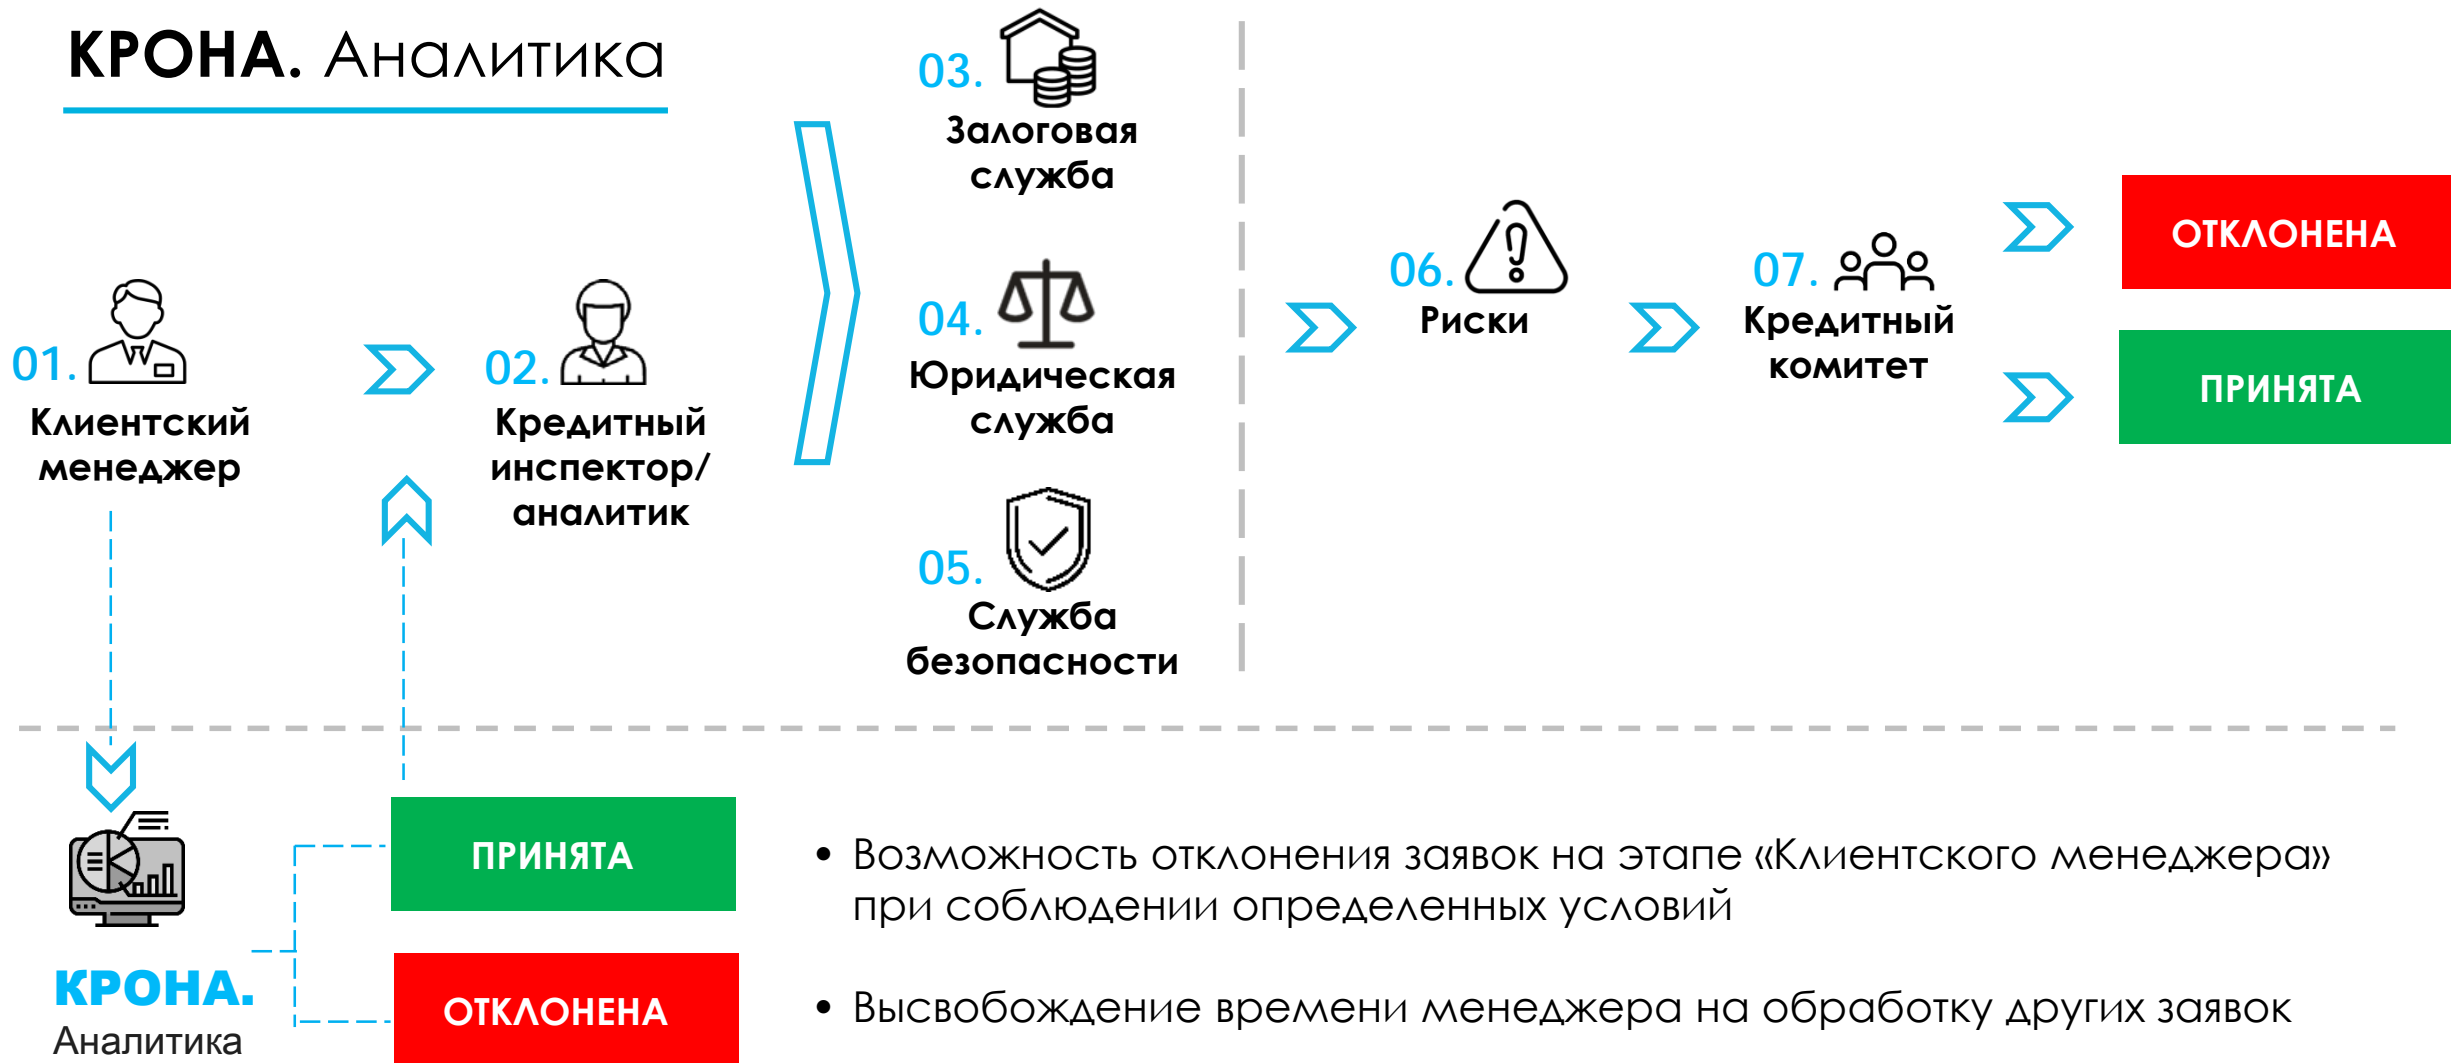 КРОНА. Аналитика
01.
Клиентский
менеджер
02.
Кредитный
инспектор/
аналитик
03.
Залоговая
служба
04.
Юридическая
служба
05.
Служба
безопасности
06.
Риски
07.
Кредитный
комитет
ОТКЛОНЕНА
ПРИНЯТА
КРОНА.
Аналитика
ПРИНЯТА
ОТКЛОНЕНА
• Возможность отклонения заявок на этапе «Клиентского менеджера»
при соблюдении определенных условий
• Высвобождение времени менеджера на обработку других заявок